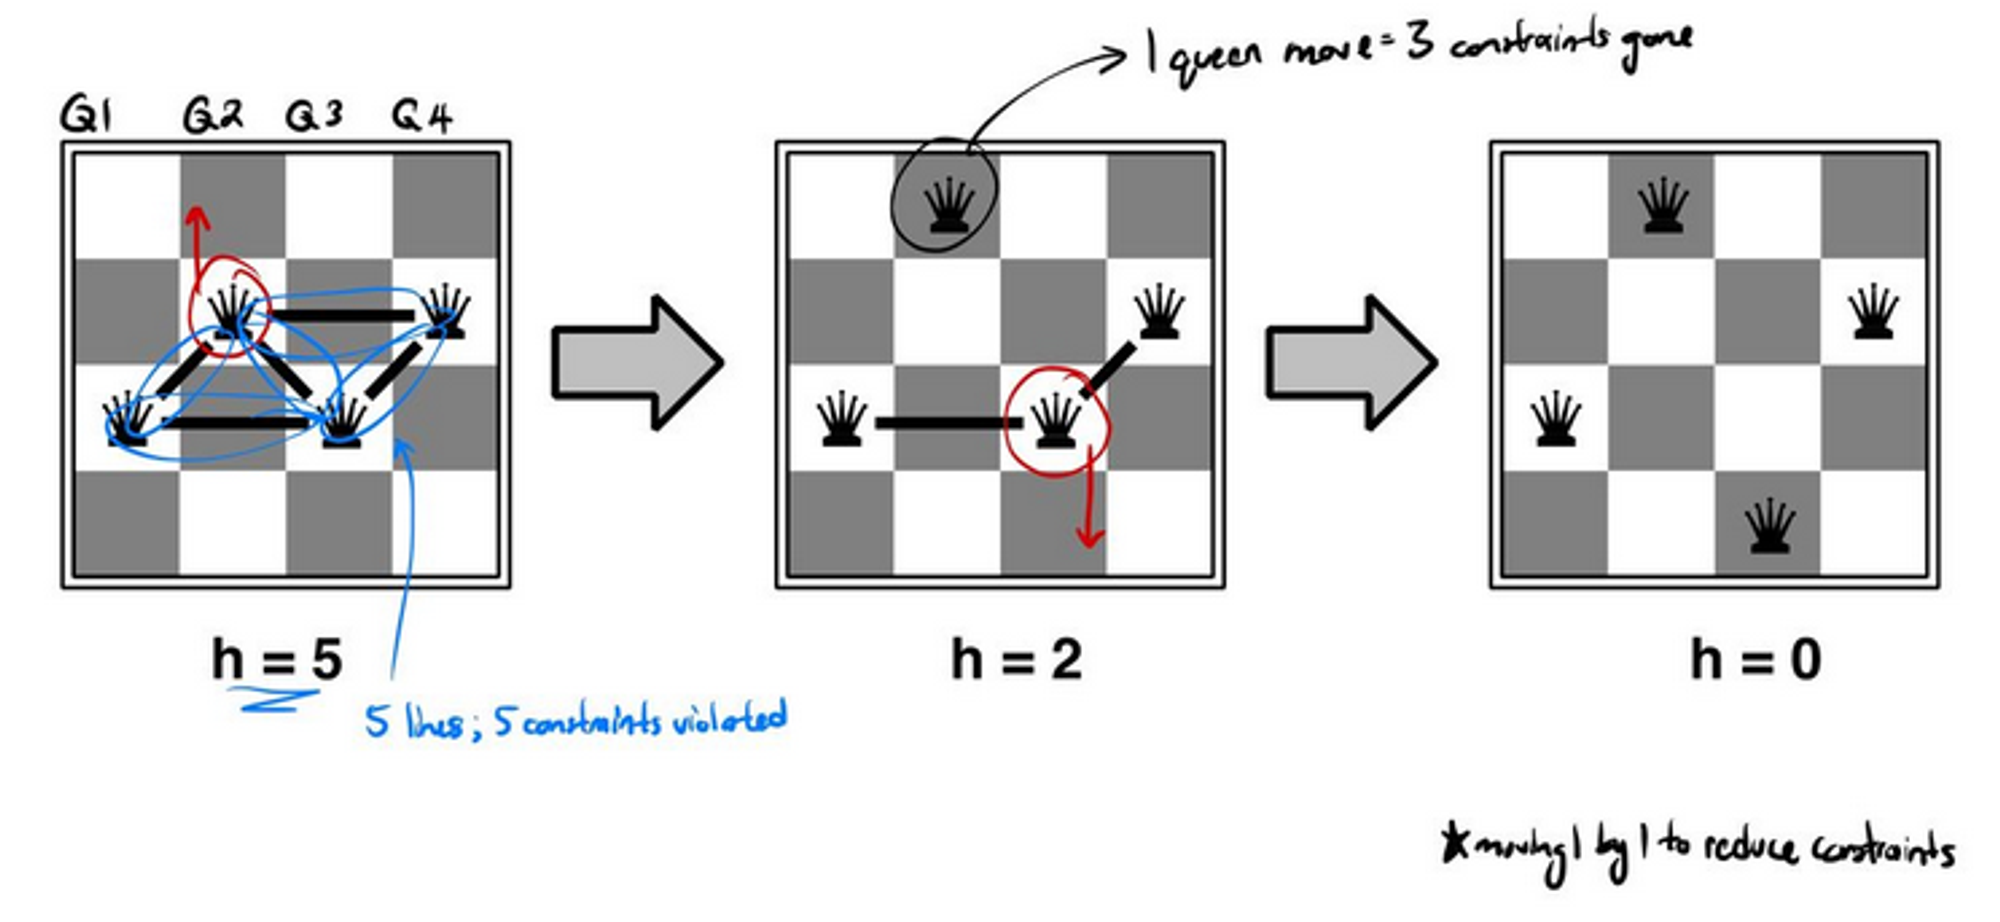 1 queen move = 3 constraints gone
Q1 Q2 Q3 Q4
h = 5
h = 2
h = 0
5 lines; 5 constraints violated
★moving 1 by 1 to reduce constraints